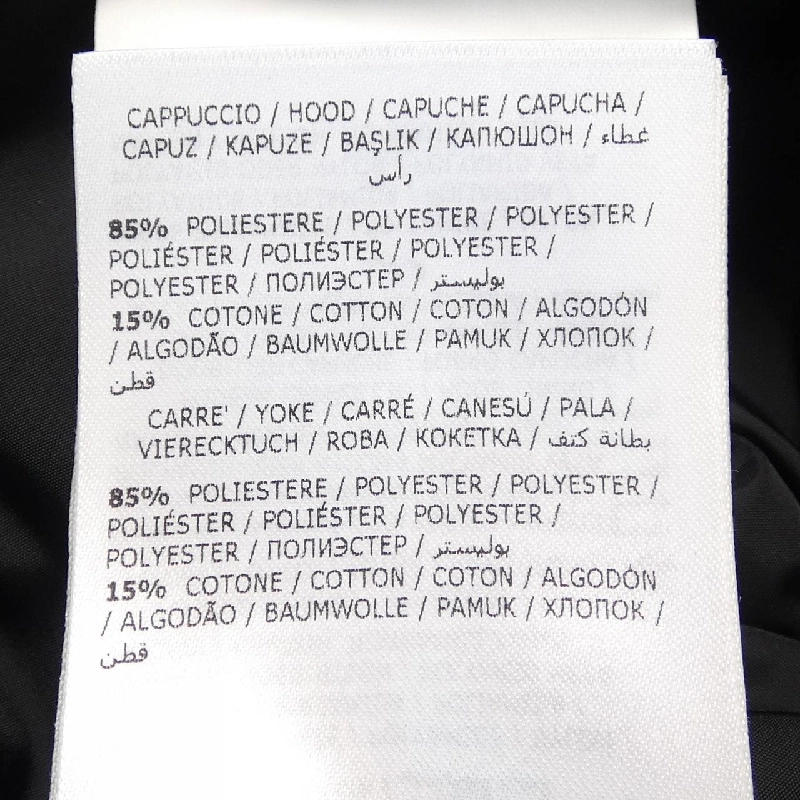 CAPPUCCIO / HOOD / CAPUCHE / CAPUCHA /
CAPUZ / KAPUZE / BAŞLIK / КАПЮШОН / غطاء
رأس
85% POLIESTERE / POLYESTER / POLYESTER /
POLIÉSTER / POLIÉSTER / POLYESTER /
POLYESTER / ПОЛИЭСТЕР / بوليستر
15% COTONE / COTTON / COTON / ALGODÓN
/ ALGODÃO / BAUMWOLLE / PAMUK / ХЛОПОК /
قطن
CARRE' / YOKE / CARRÉ / CANESÚ / PALA /
VIERECKTUCH / ROBA / КОКЕТКА / بطانة كتف
85% POLIESTERE / POLYESTER / POLYESTER /
POLIÉSTER / POLIÉSTER / POLYESTER /
POLYESTER / ПОЛИЭСТЕР / بوليستر
15% COTONE / COTTON / COTON / ALGODÓN
/ ALGODÃO / BAUMWOLLE / PAMUK / ХЛОПОК /
قطن